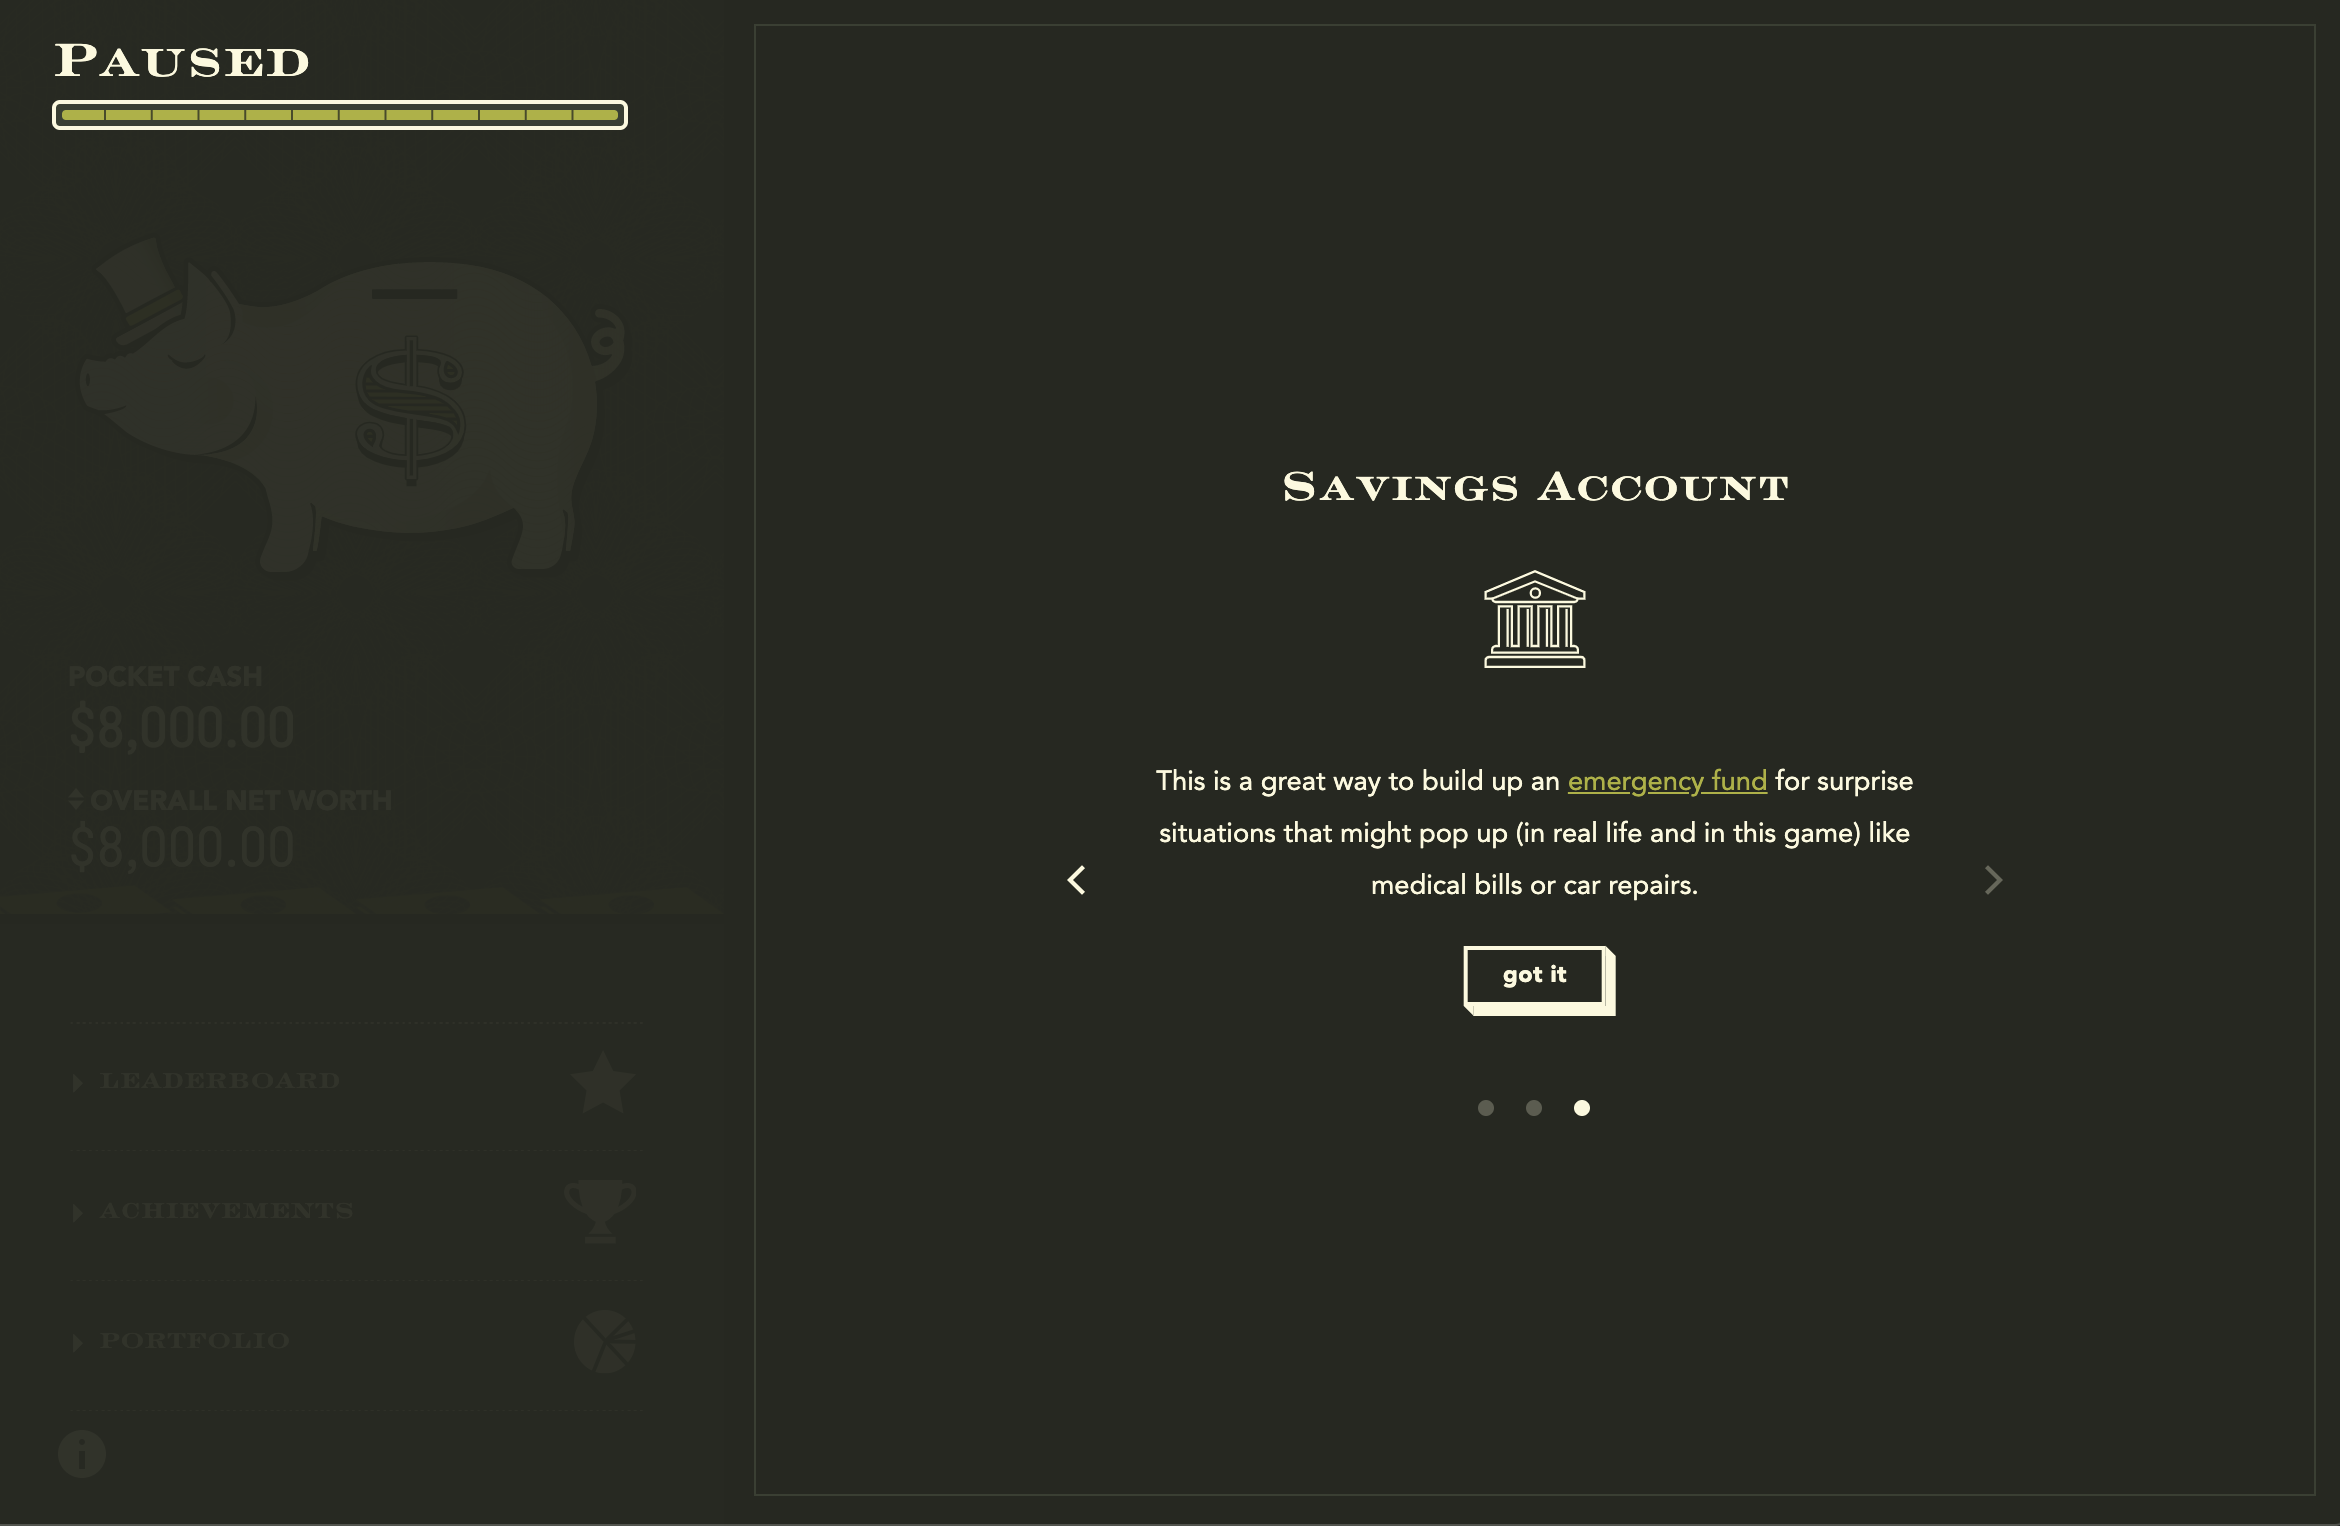 PAUSED
POCKET CASH
$8,000.00
OVERALL NET WORTH
$8,000.00
LEADERBOARD
ACHIEVEMENTS
PORTFOLIO
SAVINGS ACCOUNT
This is a great way to build up an emergency fund for surprise
situations that might pop up (in real life and in this game) like
medical bills or car repairs.
got it